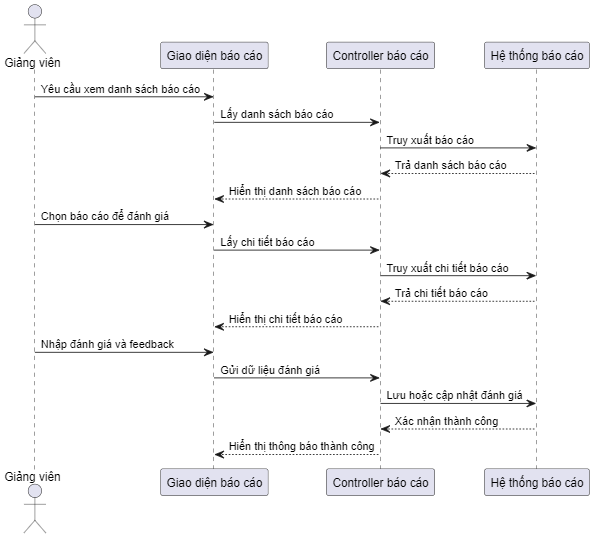 Giảng viên
Giao diện báo cáo
Controller báo cáo
Hệ thống báo cáo
Yêu cầu xem danh sách báo cáo
Lấy danh sách báo cáo
Truy xuất báo cáo
Trả danh sách báo cáo
Hiển thị danh sách báo cáo
Chọn báo cáo để đánh giá
Lấy chi tiết báo cáo
Truy xuất chi tiết báo cáo
Trả chi tiết báo cáo
Hiển thị chi tiết báo cáo
Nhập đánh giá và feedback
Gửi dữ liệu đánh giá
Lưu hoặc cập nhật đánh giá
Xác nhận thành công
Hiển thị thông báo thành công
Giảng viên
Giao diện báo cáo
Controller báo cáo
Hệ thống báo cáo